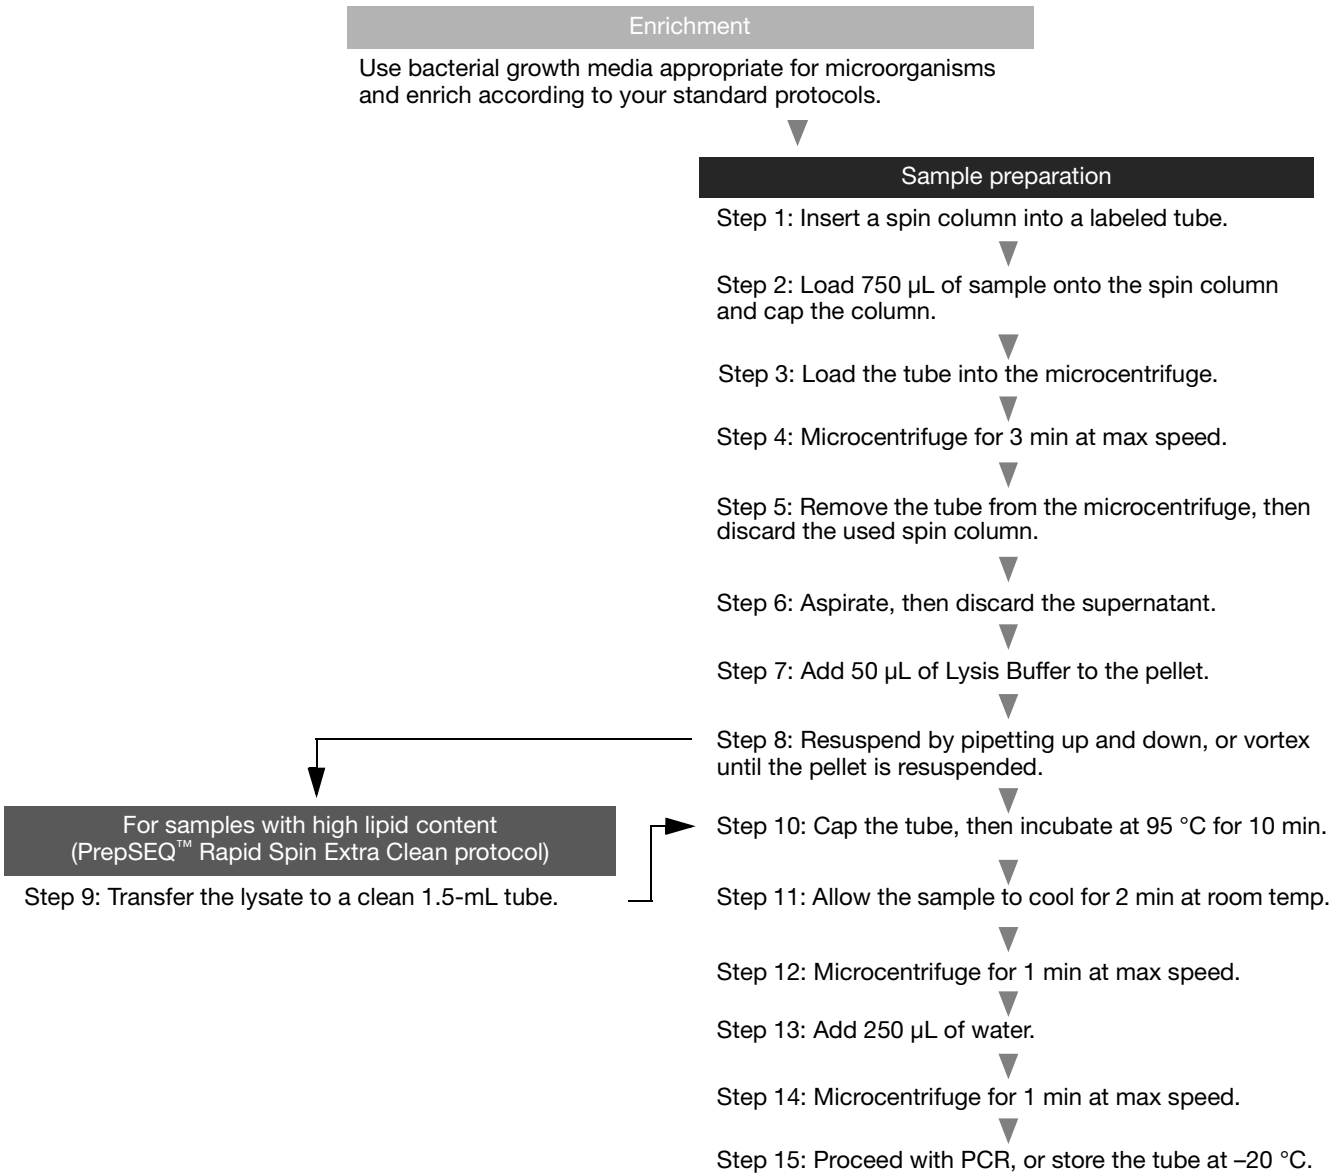 Enrichment
Use bacterial growth media appropriate for microorganisms
and enrich according to your standard protocols.
Sample preparation
Step 1: Insert a spin column into a labeled tube.
Step 2: Load 750 µL of sample onto the spin column
and cap the column.
Step 3: Load the tube into the microcentrifuge.
Step 4: Microcentrifuge for 3 min at max speed.
Step 5: Remove the tube from the microcentrifuge, then
discard the used spin column.
Step 6: Aspirate, then discard the supernatant.
Step 7: Add 50 µL of Lysis Buffer to the pellet.
Step 8: Resuspend by pipetting up and down, or vortex
until the pellet is resuspended.
For samples with high lipid content
(PrepSEQ™ Rapid Spin Extra Clean protocol)
Step 9: Transfer the lysate to a clean 1.5-mL tube.
Step 10: Cap the tube, then incubate at 95 °C for 10 min.
Step 11: Allow the sample to cool for 2 min at room temp.
Step 12: Microcentrifuge for 1 min at max speed.
Step 13: Add 250 µL of water.
Step 14: Microcentrifuge for 1 min at max speed.
Step 15: Proceed with PCR, or store the tube at –20 °C.